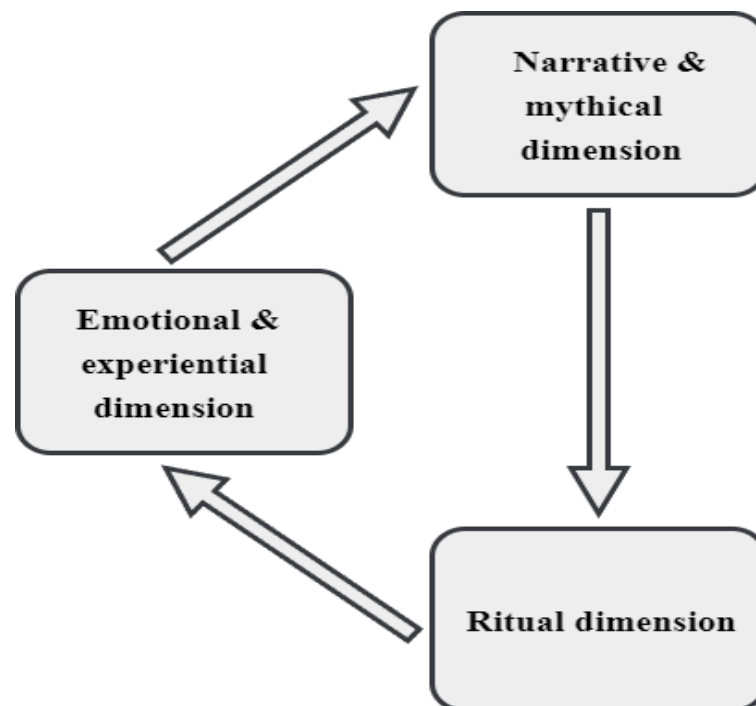 Narrative &
mythical
dimension
Emotional &
experiential
dimension
Ritual dimension